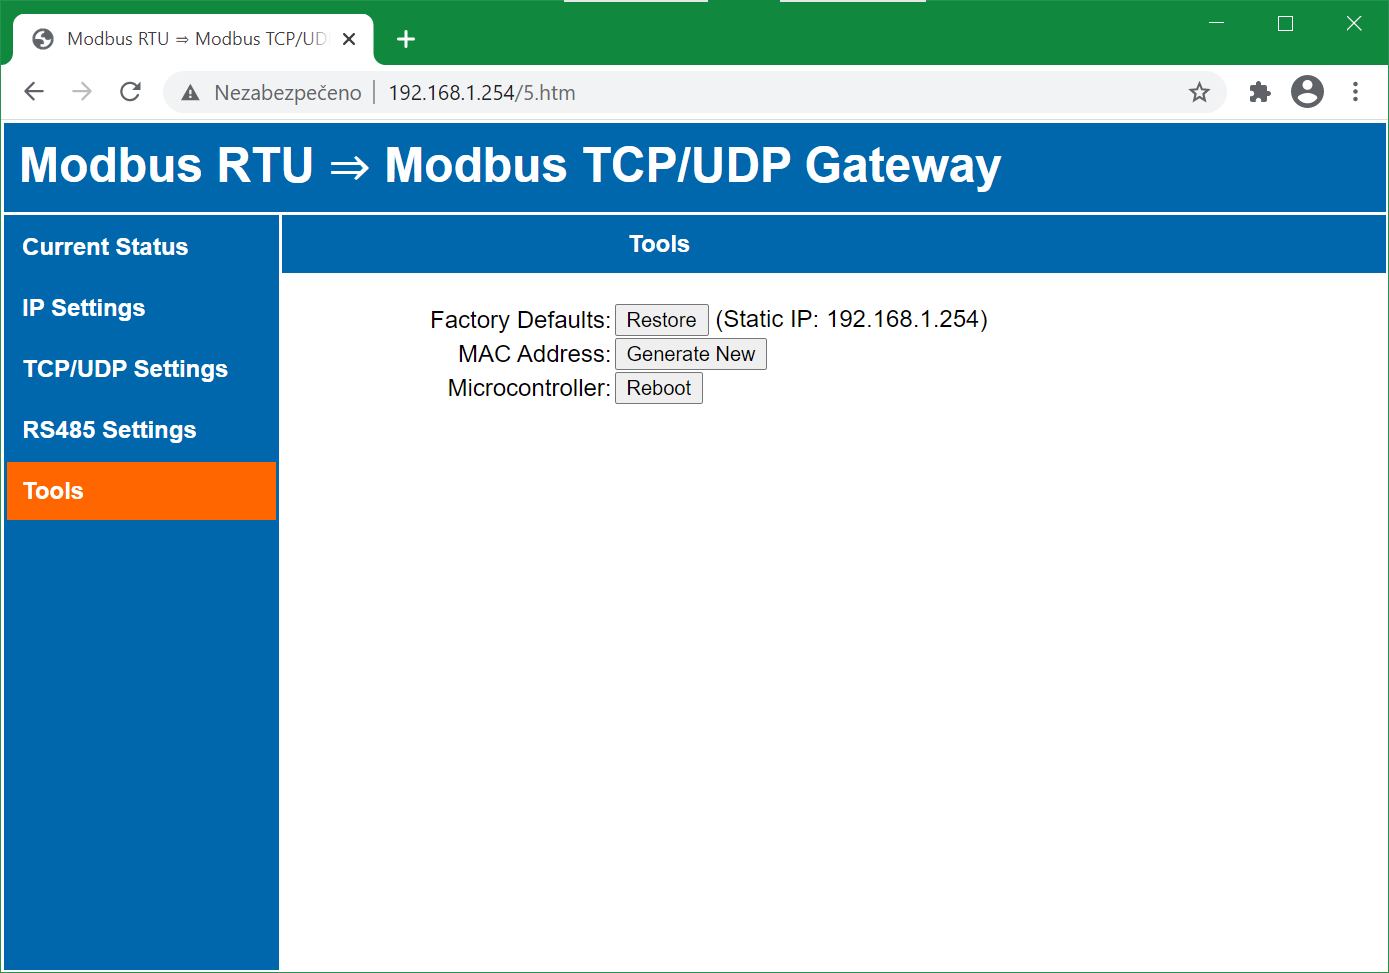 Modbus RTU ⇒ Modbus TCP/UD
Nezabezpečeno | 192.168.1.254/5.htm
Modbus RTU ⇒ Modbus TCP/UDP Gateway
Current Status
IP Settings
TCP/UDP Settings
RS485 Settings
Tools
Tools
Factory Defaults: Restore (Static IP: 192.168.1.254)
MAC Address: Generate New
Microcontroller: Reboot